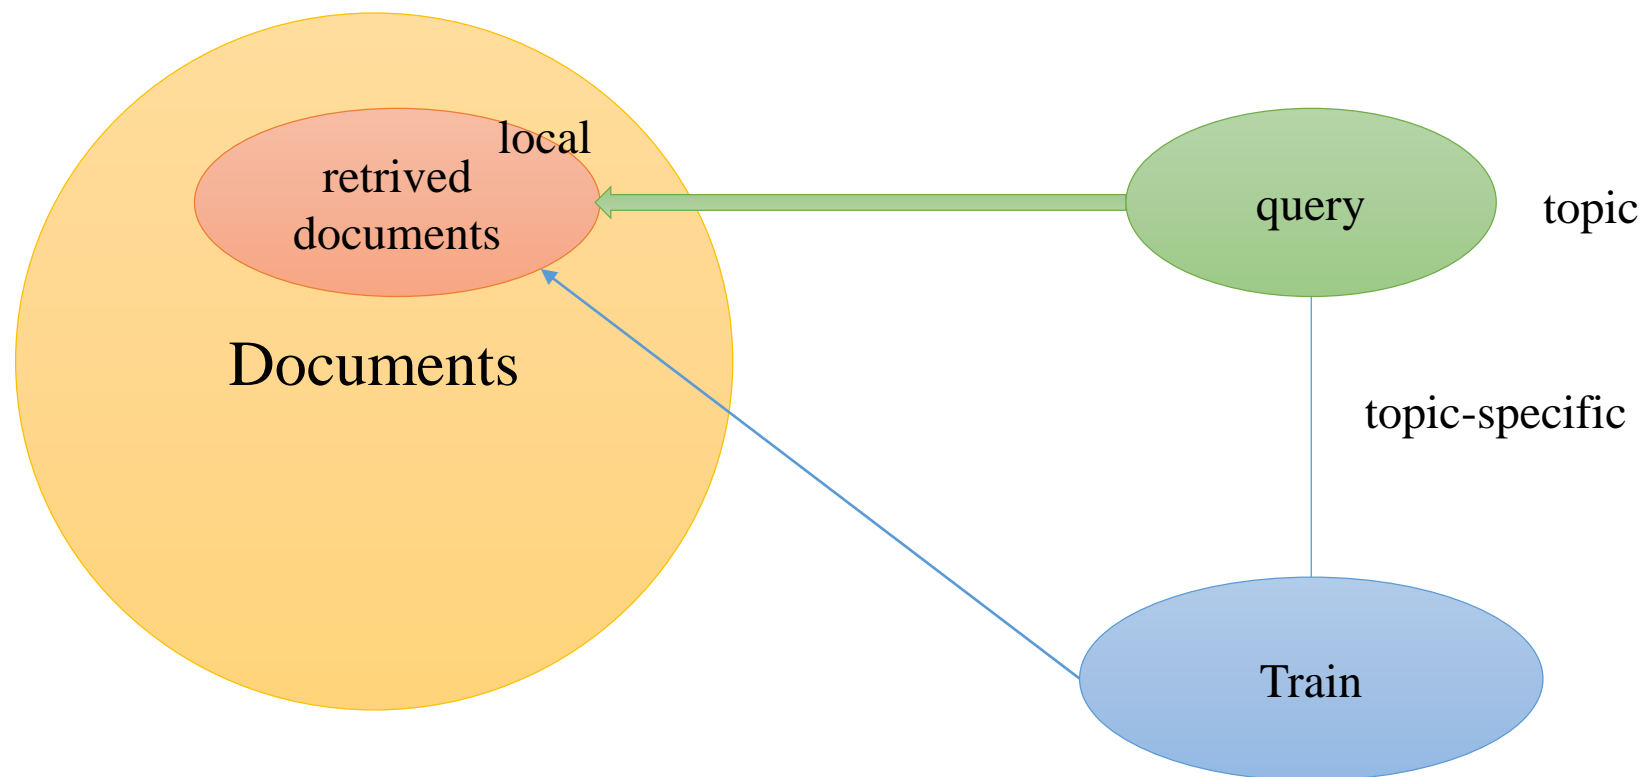 local
retrived
documents
Documents
query
topic
topic-specific
Train